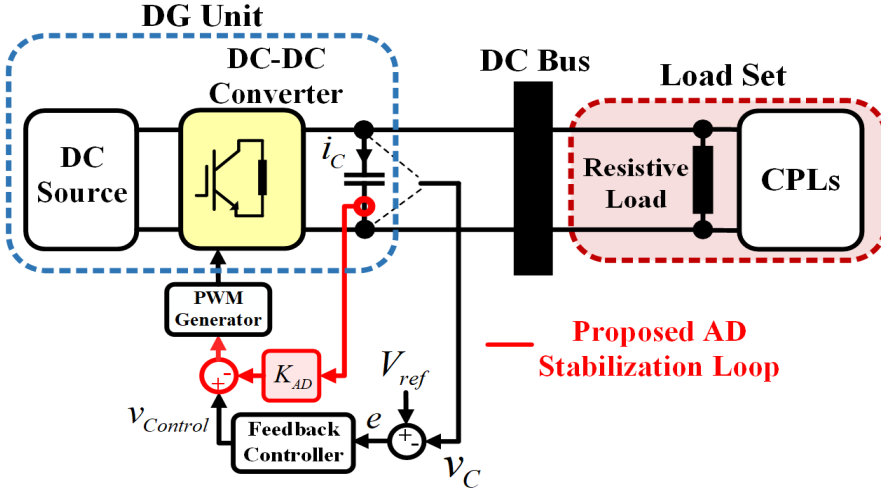 DG Unit
DC-DC
Converter
DC Bus
Load Set
DC
Source
i_C
Resistive
Load
CPLs
PWM
Generator
Proposed AD
Stabilization Loop
+
-
K_AD
V_ref
v_Control
Feedback
Controller
e
+
-
v_C